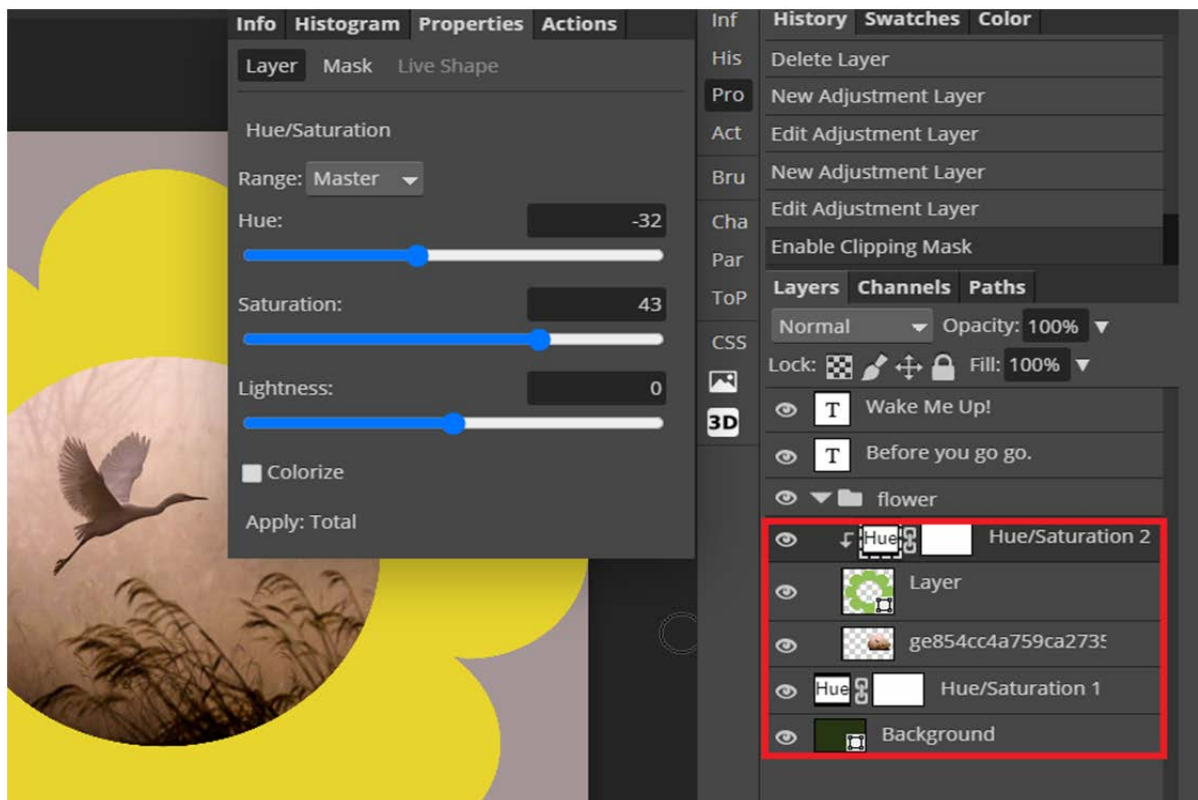 Info Histogram Properties Actions
Layer Mask Live Shape
Hue/Saturation
Range: Master
Hue: -32
Saturation: 43
Lightness: 0
Colorize
Apply: Total
Inf
His
Pro
Act
Bru
Cha
Par
ToP
CSS
3D
History Swatches Color
Delete Layer
New Adjustment Layer
Edit Adjustment Layer
New Adjustment Layer
Edit Adjustment Layer
Enable Clipping Mask
Layers Channels Paths
Normal Opacity: 100%
Lock: Fill: 100%
T Wake Me Up!
T Before you go go.
flower
Hue Hue/Saturation 2
Layer
ge854cc4a759ca2735
Hue Hue/Saturation 1
Background